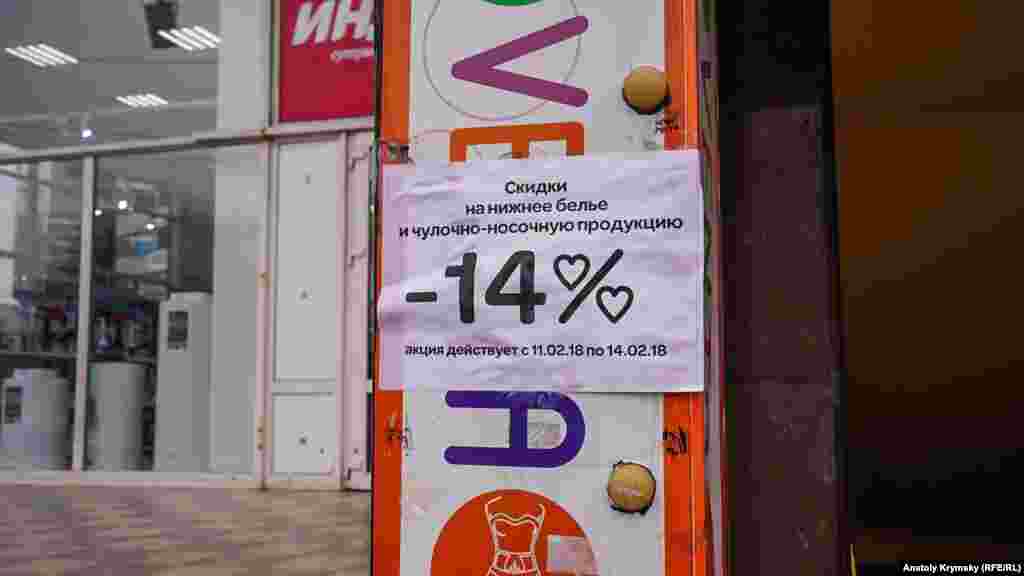 Скидки
на нижнее белье
и чулочно-носочную продукцию
-14%
акция действует с 11.02.18 по 14.02.18
Anatoly Krymsky (RFE/RL)